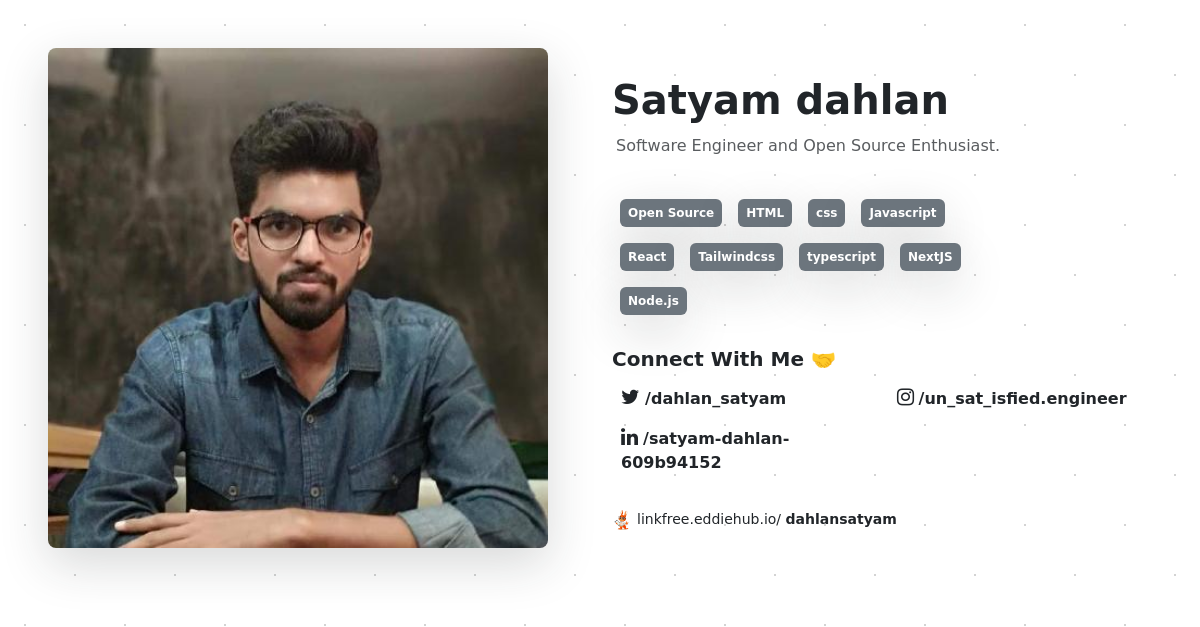 Satyam dahlan
Software Engineer and Open Source Enthusiast.
Open Source HTML css Javascript
React Tailwindcss typescript NextJS
Node.js
Connect With Me 🤝
/dahlan_satyam /un_sat_isfied.engineer
in /satyam-dahlan-
609b94152
linkfree.eddiehub.io/ dahlansatyam